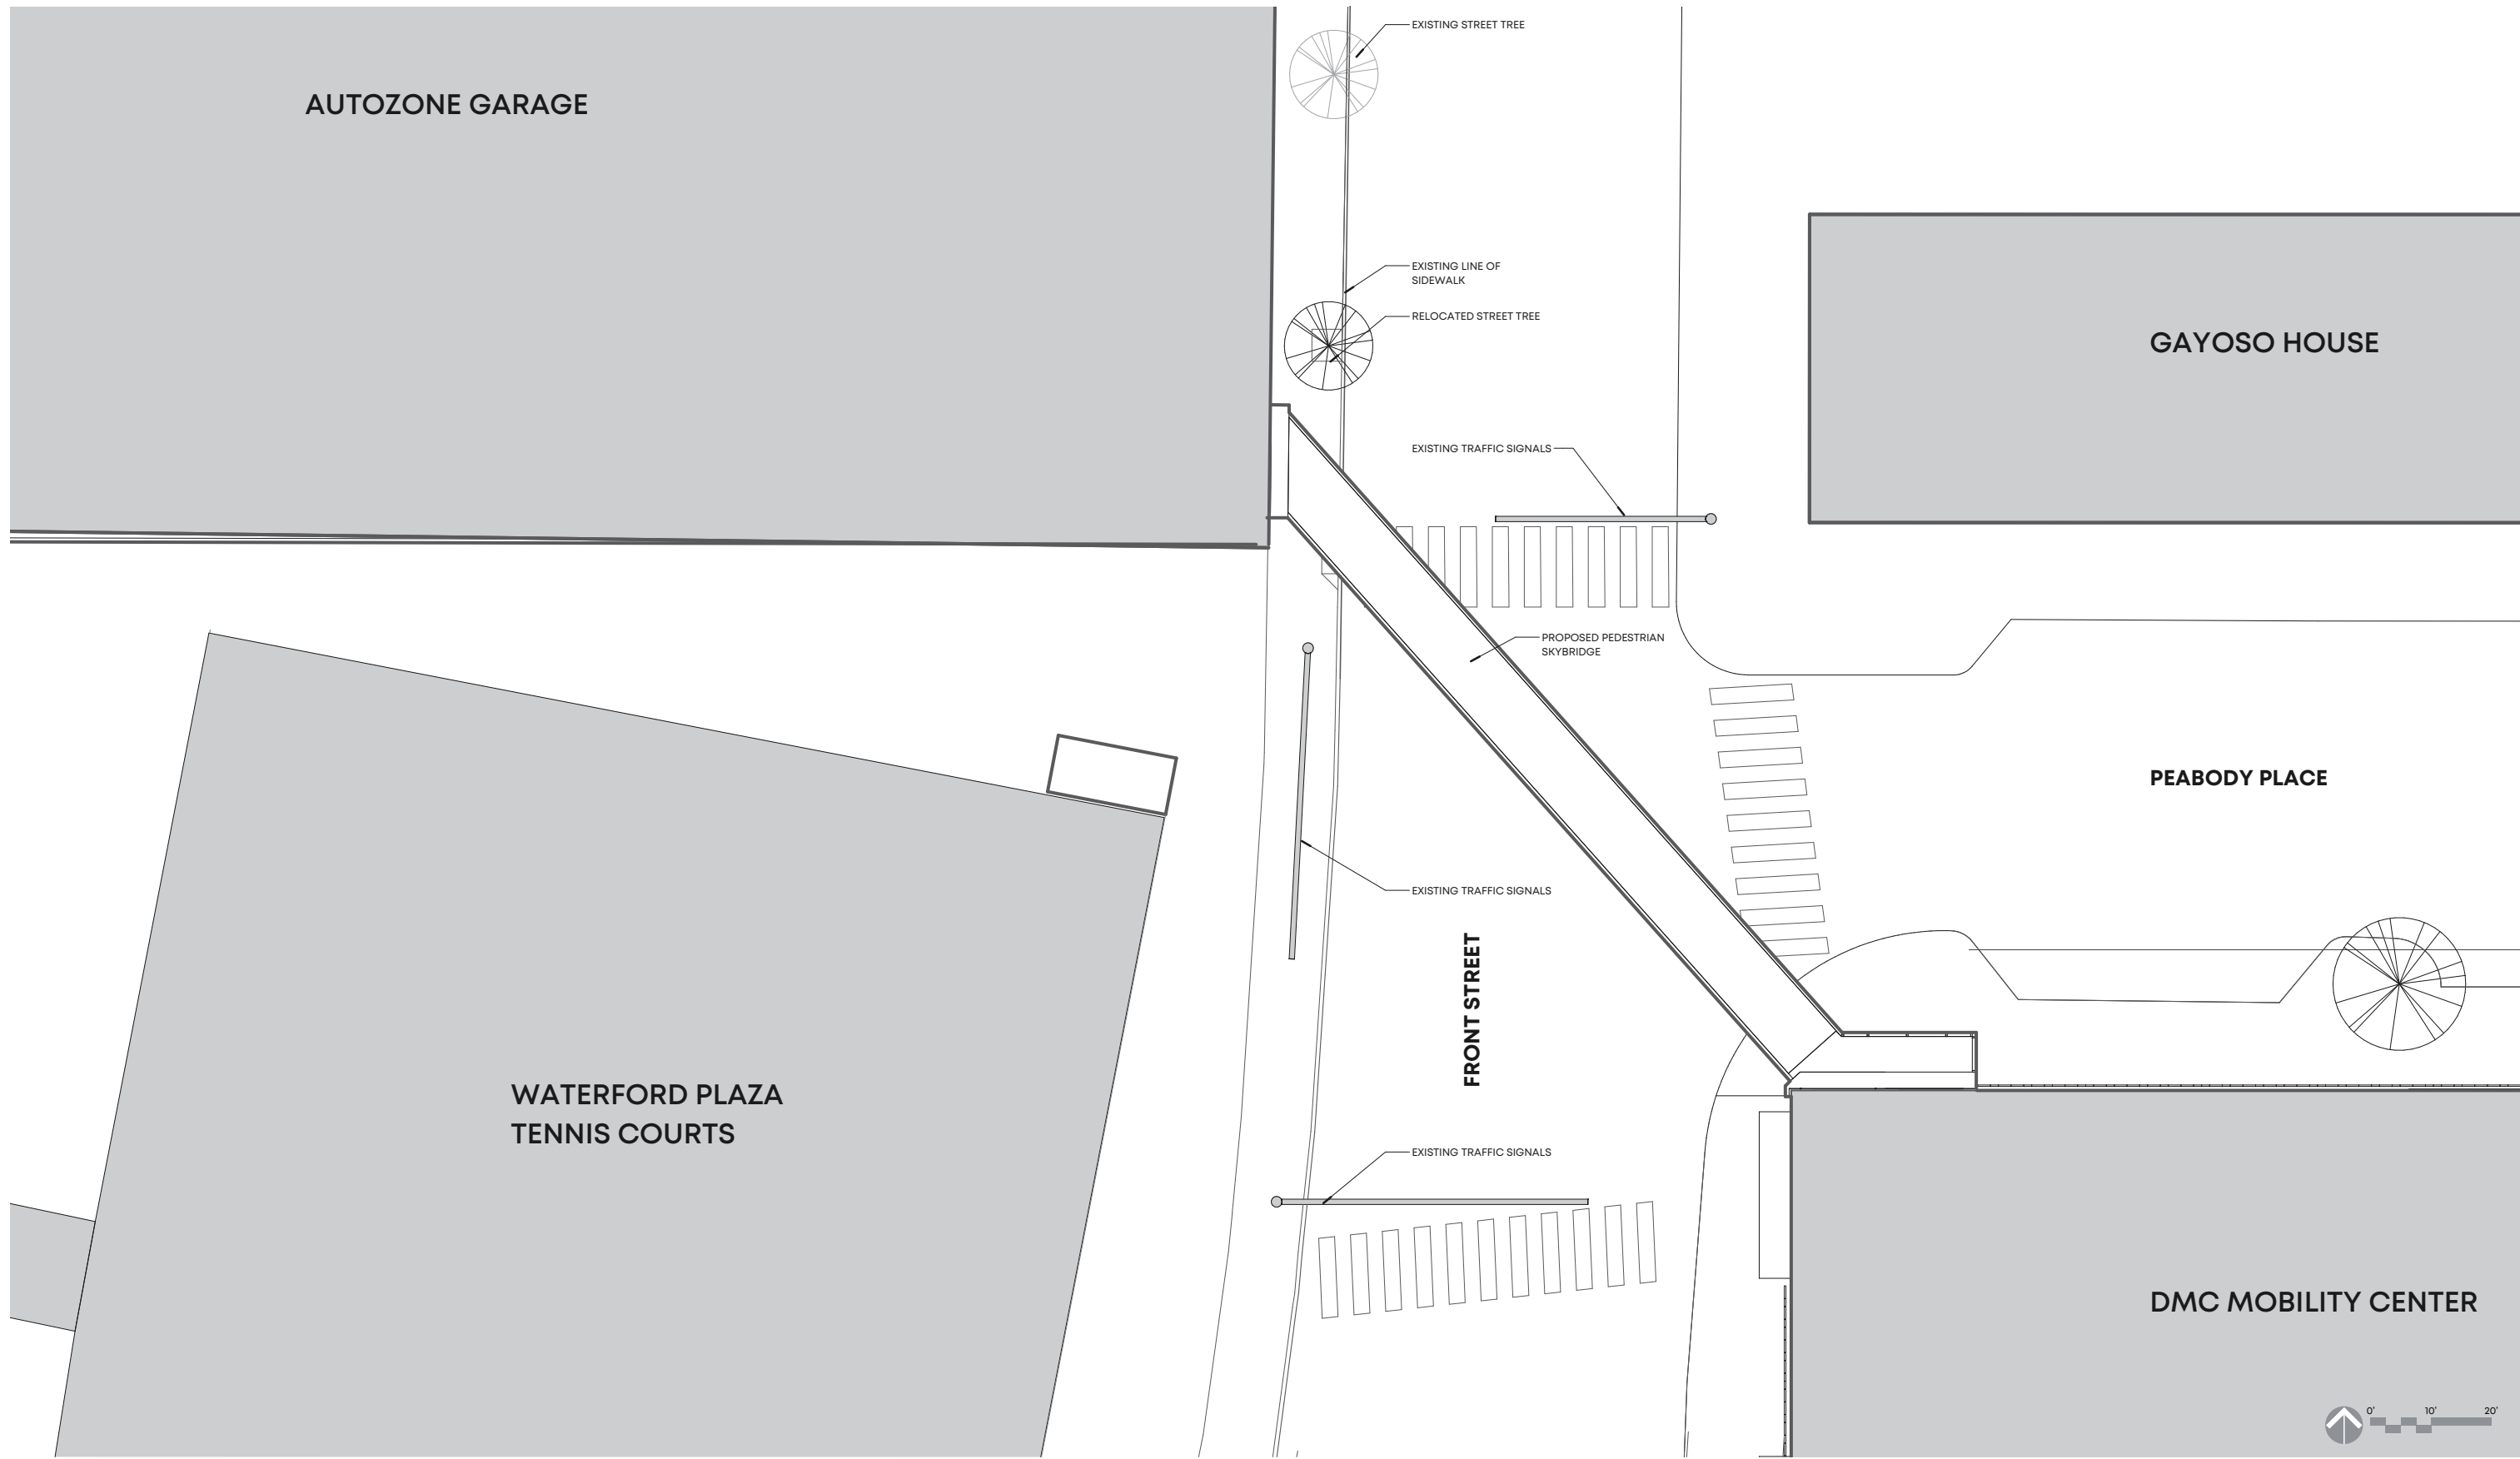 EXISTING STREET TREE
AUTOZONE GARAGE
EXISTING LINE OF
SIDEWALK
RELOCATED STREET TREE
GAYOSO HOUSE
EXISTING TRAFFIC SIGNALS
PROPOSED PEDESTRIAN
SKYBRIDGE
PEABODY PLACE
EXISTING TRAFFIC SIGNALS
FRONT STREET
WATERFORD PLAZA
TENNIS COURTS
EXISTING TRAFFIC SIGNALS
DMC MOBILITY CENTER
0' 10' 20'